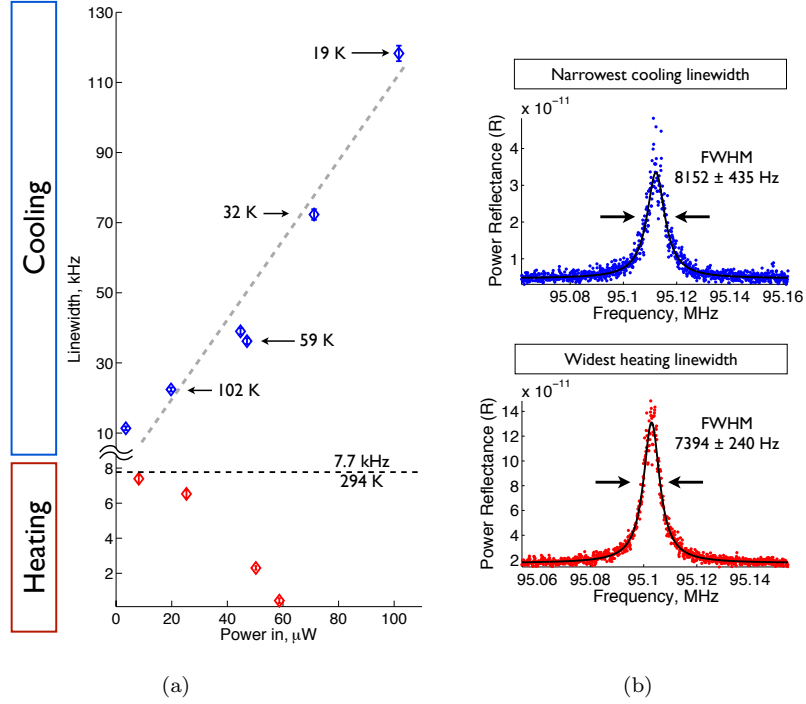 Cooling
Heating
Linewidth, kHz
130
110
90
70
50
30
10
8
6
4
2
0
20
40
60
80
100
Power in, μW
19 K
32 K
59 K
102 K
7.7 kHz
294 K
(a)
Narrowest cooling linewidth
x 10⁻¹¹
Power Reflectance (R)
4
3
2
1
FWHM
8152 ± 435 Hz
95.08 95.1 95.12 95.14 95.16
Frequency, MHz
Widest heating linewidth
x 10⁻¹¹
Power Reflectance (R)
14
12
10
8
6
4
2
FWHM
7394 ± 240 Hz
95.06 95.08 95.1 95.12 95.14
Frequency, MHz
(b)